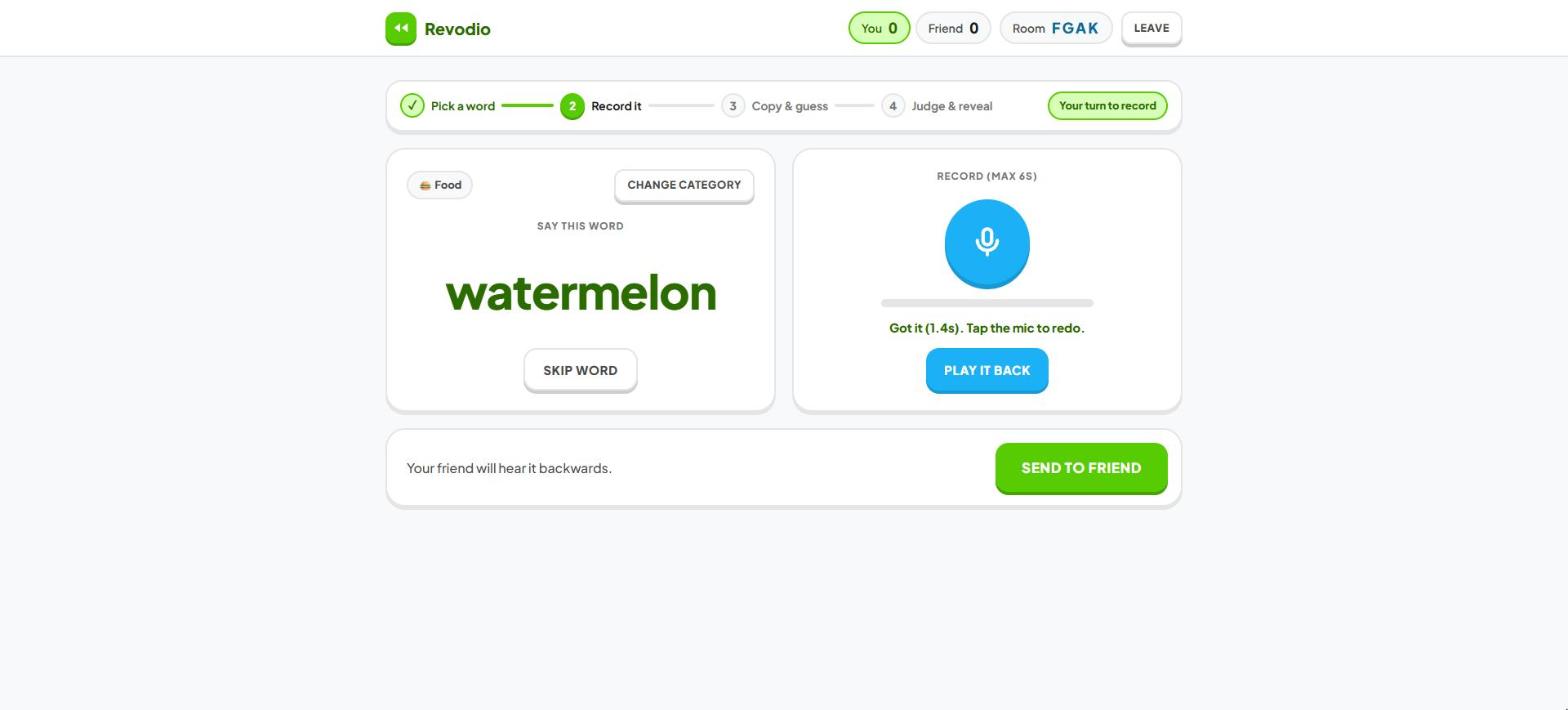 Revodio
You 0
Friend 0
Room FGAK
LEAVE
✓ Pick a word
2 Record it
3 Copy & guess
4 Judge & reveal
Your turn to record
🍔 Food
CHANGE CATEGORY
SAY THIS WORD
watermelon
SKIP WORD
RECORD (MAX 6S)
Got it (1.4s). Tap the mic to redo.
PLAY IT BACK
Your friend will hear it backwards.
SEND TO FRIEND